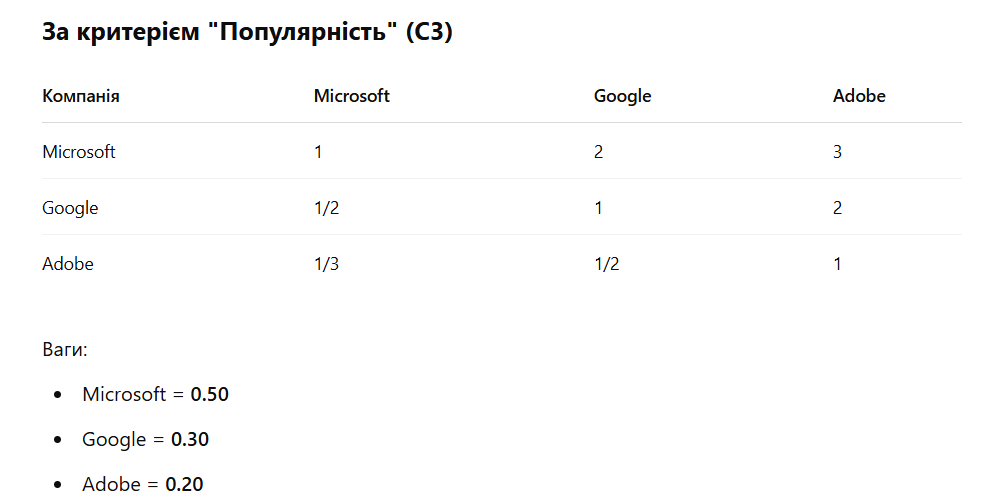 За критерієм "Популярність" (C3)
Компанія Microsoft Google Adobe
Microsoft 1 2 3
Google 1/2 1 2
Adobe 1/3 1/2 1
Ваги:
• Microsoft = 0.50
• Google = 0.30
• Adobe = 0.20